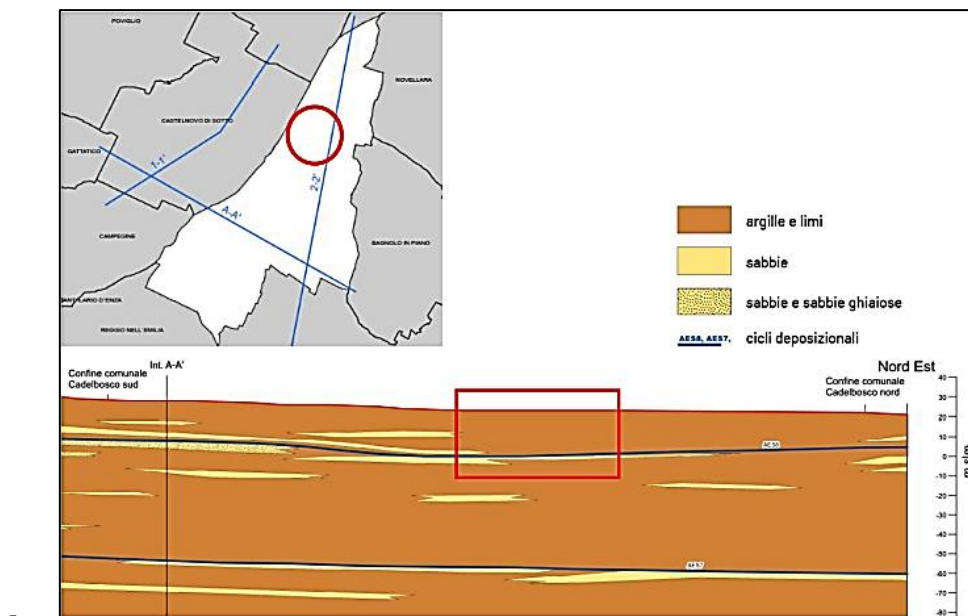 POVIGLIO
NOVELLARA
CASTELNOVO DI SOTTO
GATTATICO
1-1'
2-2'
A-A'
CAMPEGINE
BAGNOLO IN PIANO
SANT'ILARIO D'ENZA
REGGIO NELL'EMILIA
argille e limi
sabbie
sabbie e sabbie ghiaiose
AES8, AES7, cicli deposizionali
Confine comunale
Cadelbosco sud
Int. A-A'
Nord Est
Confine comunale
Cadelbosco nord
AES8
AES7
40
30
20
10
0
-10
-20
-30
-40
-50
-60
-70
-80
m slm